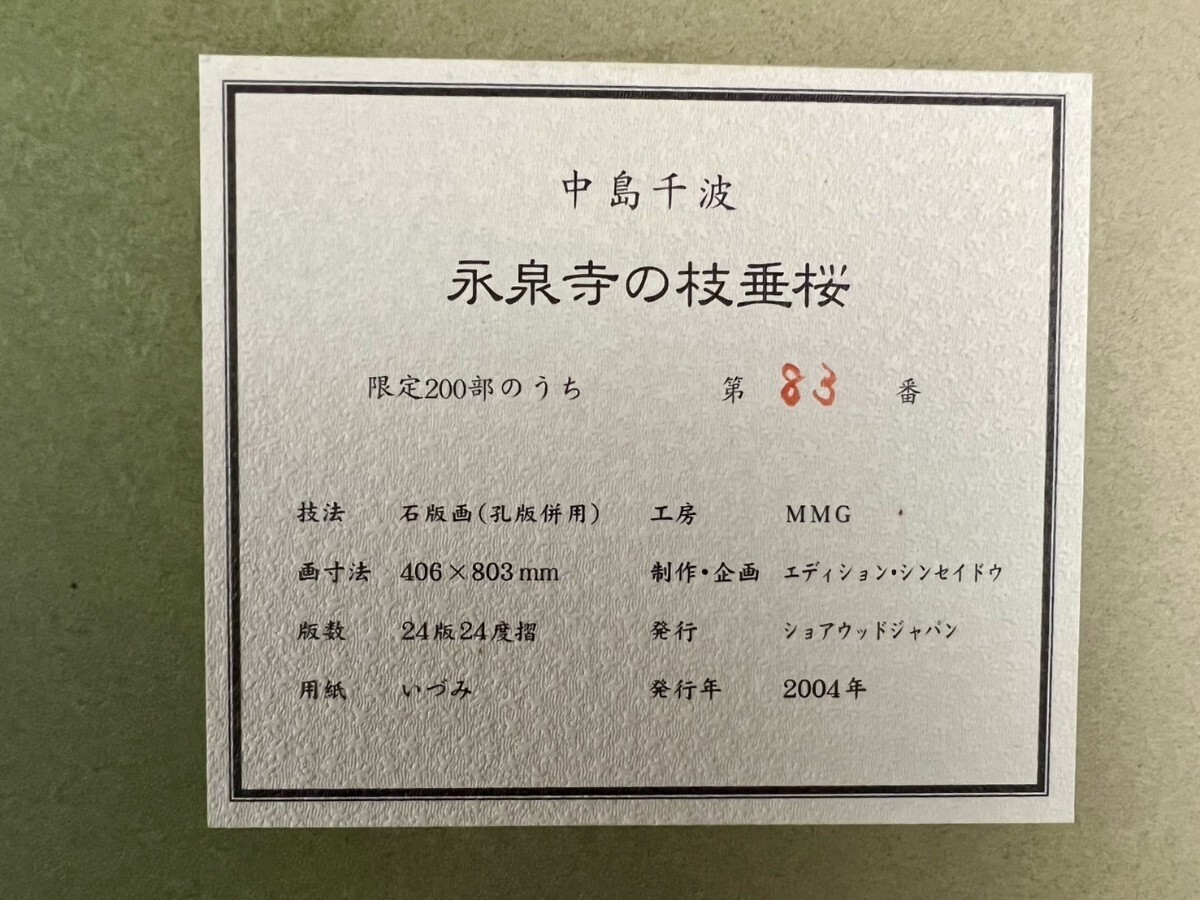 中島千波
永泉寺の枝垂桜
限定200部のうち 第 83 番
技法 石版画(孔版併用) 工房 MMG
画寸法 406×803mm 制作・企画 エディション・シンセイドウ
版数 24版24度摺 発行 ショアウッドジャパン
用紙 いづみ 発行年 2004年